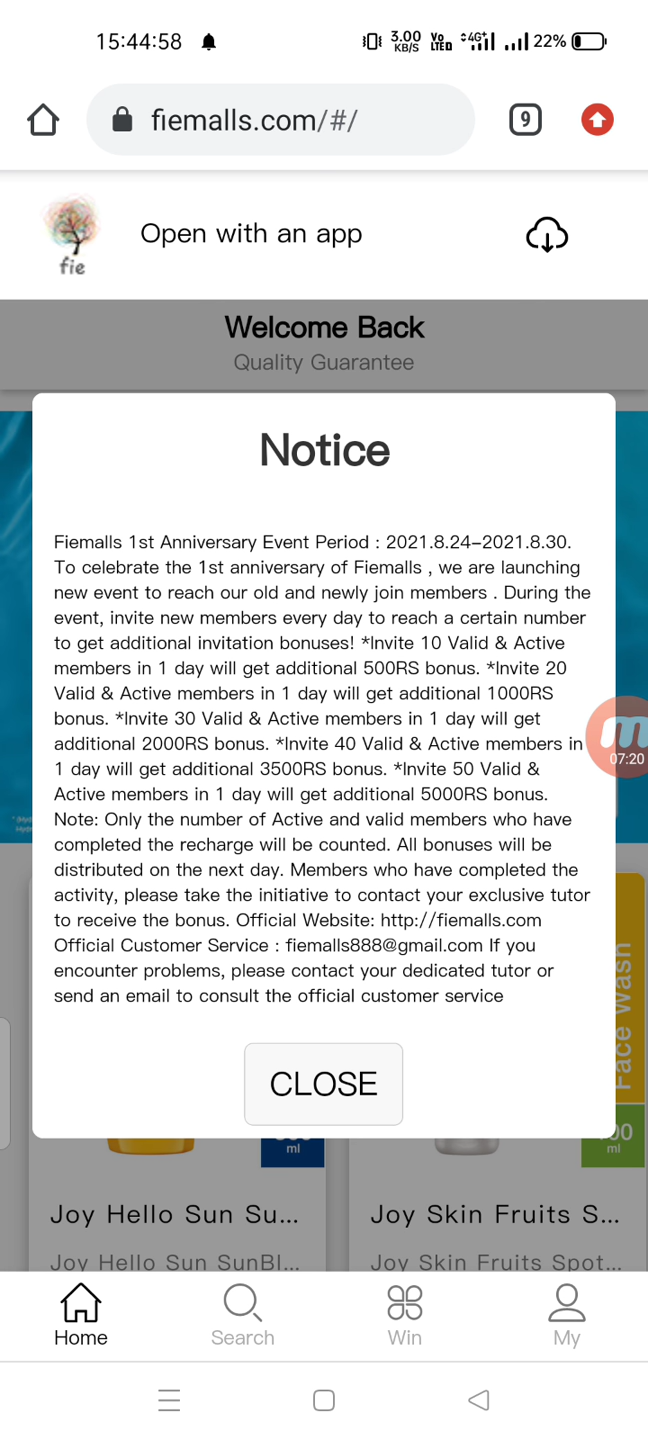 15:44:58
3.00
KB/S
Vo
LTED
4G+
22%
fiemalls.com/#/
9
fie
Open with an app
Welcome Back
Quality Guarantee
Notice
Fiemalls 1st Anniversary Event Period : 2021.8.24-2021.8.30.
To celebrate the 1st anniversary of Fiemalls , we are launching
new event to reach our old and newly join members . During the
event, invite new members every day to reach a certain number
to get additional invitation bonuses! *Invite 10 Valid & Active
members in 1 day will get additional 500RS bonus. *Invite 20
Valid & Active members in 1 day will get additional 1000RS
bonus. *Invite 30 Valid & Active members in 1 day will get
additional 2000RS bonus. *Invite 40 Valid & Active members in
1 day will get additional 3500RS bonus. *Invite 50 Valid &
Active members in 1 day will get additional 5000RS bonus.
Note: Only the number of Active and valid members who have
completed the recharge will be counted. All bonuses will be
distributed on the next day. Members who have completed the
activity, please take the initiative to contact your exclusive tutor
to receive the bonus. Official Website: http://fiemalls.com
Official Customer Service : fiemalls888@gmail.com If you
encounter problems, please contact your dedicated tutor or
send an email to consult the official customer service
07:20
CLOSE
Face Wash
ml
00
ml
Joy Hello Sun Su...
Joy Skin Fruits S...
Joy Hello Sun SunBl...
Joy Skin Fruits Spot...
Home
Search
Win
My